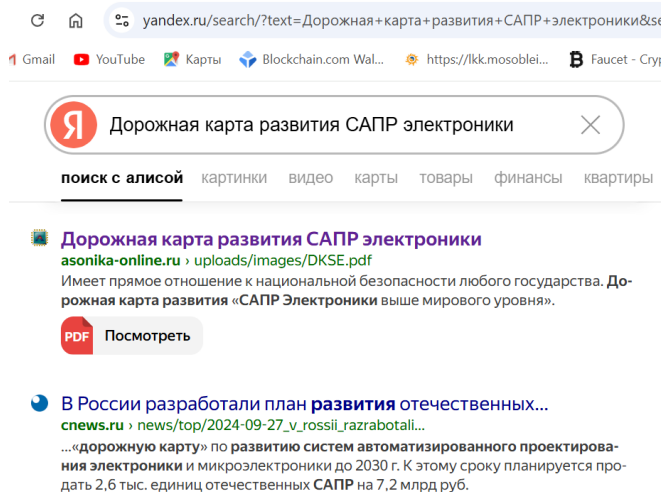 yandex.ru/search/?text=Дорожная+карта+развития+САПР+электроники&se
Gmail YouTube Карты Blockchain.com Wal... https://lkk.mosoblei... Faucet - Cryp
Я Дорожная карта развития САПР электроники
поиск с алисой картинки видео карты товары финансы квартиры
Дорожная карта развития САПР электроники
asonika-online.ru › uploads/images/DKSE.pdf
Имеет прямое отношение к национальной безопасности любого государства. До-
рожная карта развития «САПР Электроники выше мирового уровня».
PDF Посмотреть
В России разработали план развития отечественных...
cnews.ru › news/top/2024-09-27_v_rossii_razrabotali...
...«дорожную карту» по развитию систем автоматизированного проектирова-
ния электроники и микроэлектроники до 2030 г. К этому сроку планируется про-
дать 2,6 тыс. единиц отечественных САПР на 7,2 млрд руб.